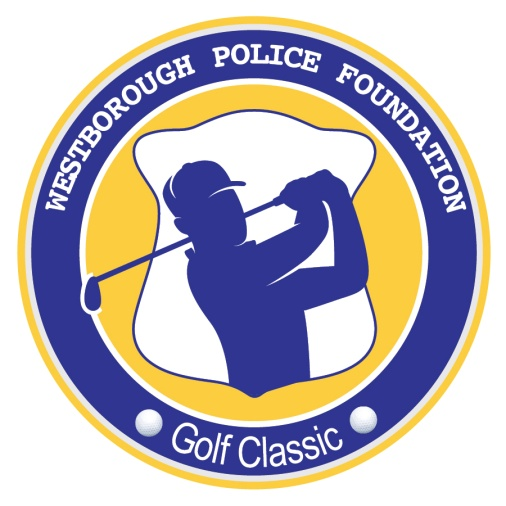 WESTBOROUGH POLICE FOUNDATION
Golf Classic